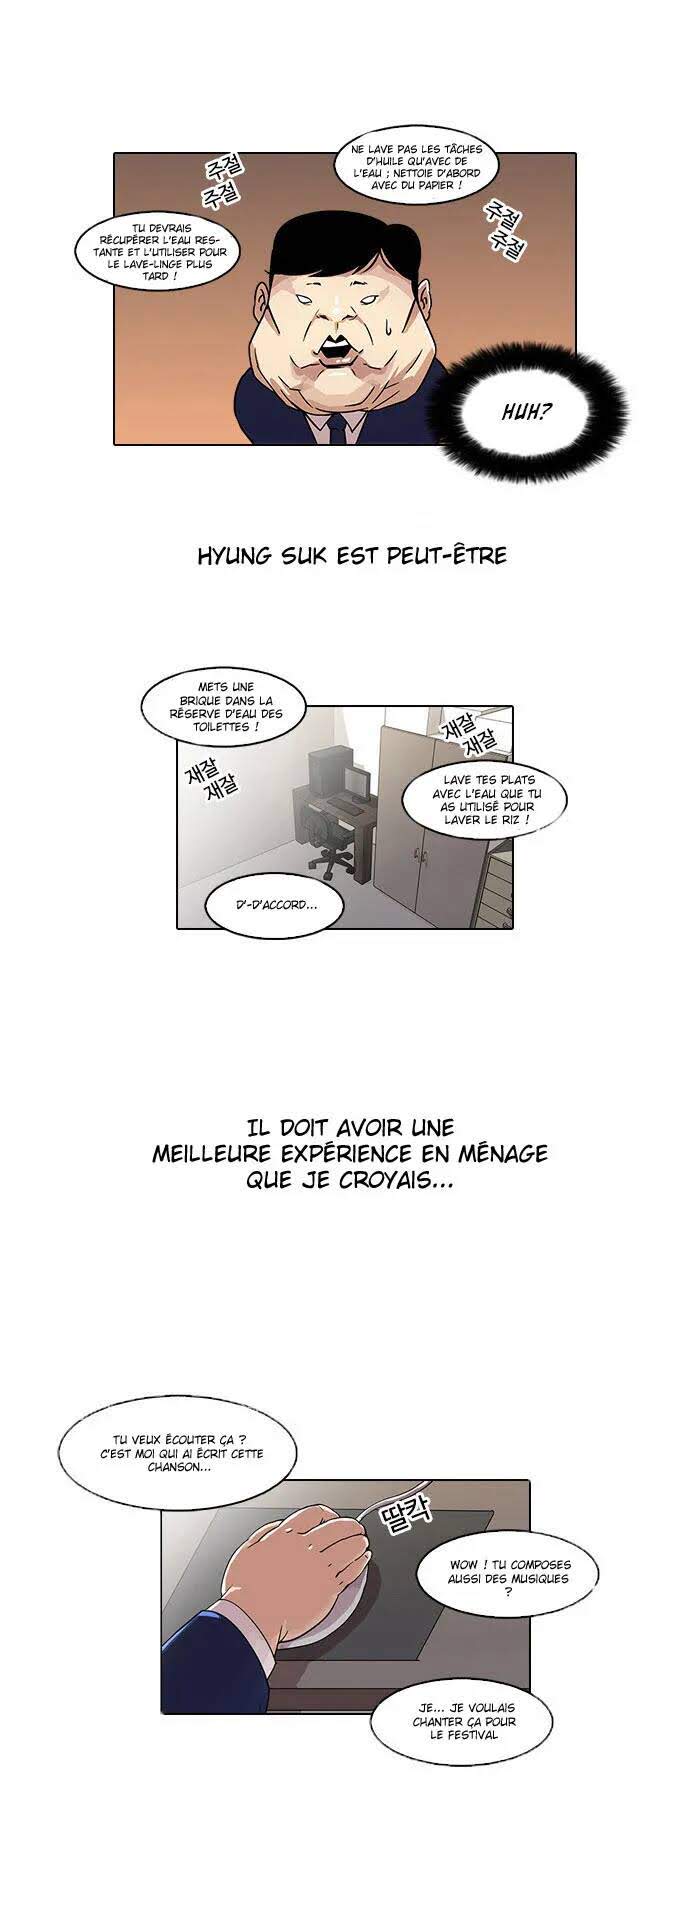 NE LAVE PAS LES TÂCHES
D'HUILE QU'AVEC DE
L'EAU ; NETTOIE D'ABORD
AVEC DU PAPIER !
주절
주절
주절
주절
TU DEVRAIS
RÉCUPÉRER L'EAU RES-
TANTE ET L'UTILISER POUR
LE LAVE-LINGE PLUS
TARD !
HUH?
HYUNG SUK EST PEUT-ÊTRE
METS UNE
BRIQUE DANS LA
RÉSERVE D'EAU DES
TOILETTES !
재잘
재잘
재잘
재잘
LAVE TES PLATS
AVEC L'EAU QUE TU
AS UTILISÉ POUR
LAVER LE RIZ !
D'-D'ACCORD...
IL DOIT AVOIR UNE
MEILLEURE EXPÉRIENCE EN MÉNAGE
QUE JE CROYAIS...
TU VEUX ÉCOUTER ÇA ?
C'EST MOI QUI AI ÉCRIT CETTE
CHANSON...
딸칵
WOW ! TU COMPOSES
AUSSI DES MUSIQUES
?
JE... JE VOULAIS
CHANTER ÇA POUR
LE FESTIVAL